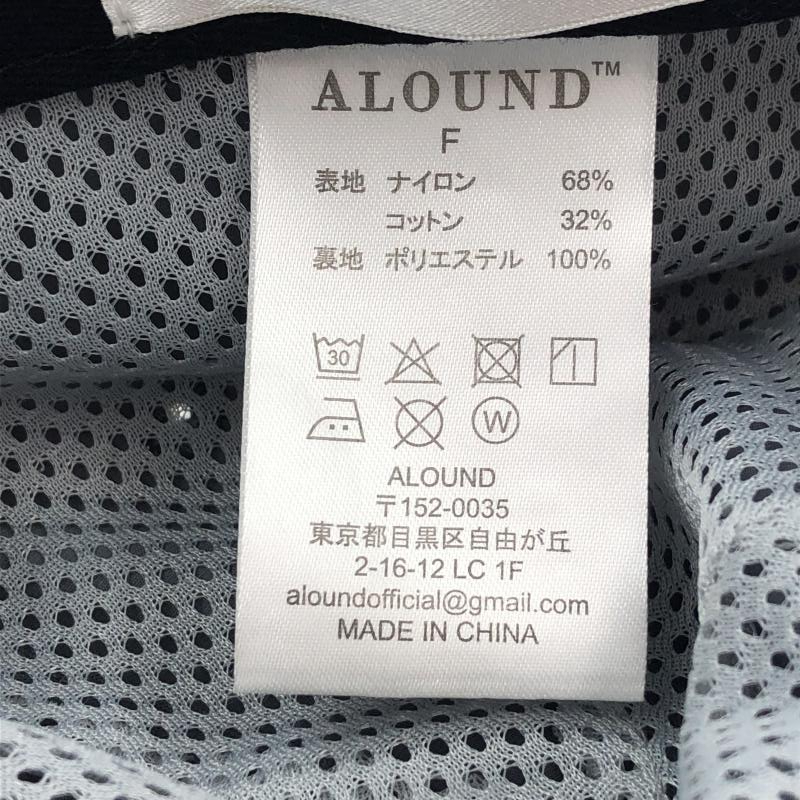 ALOUND™
F
表地 ナイロン 68%
コットン 32%
裏地 ポリエステル 100%
30
W
ALOUND
〒152-0035
東京都目黒区自由が丘
2-16-12 LC 1F
aloundofficial@gmail.com
MADE IN CHINA